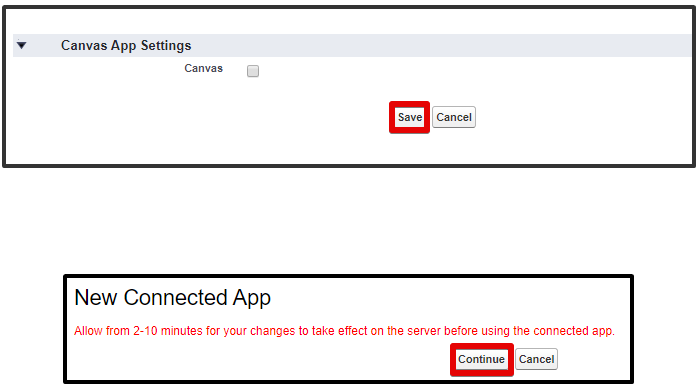 Canvas App Settings
Canvas
Save Cancel
New Connected App
Allow from 2-10 minutes for your changes to take effect on the server before using the connected app.
Continue Cancel